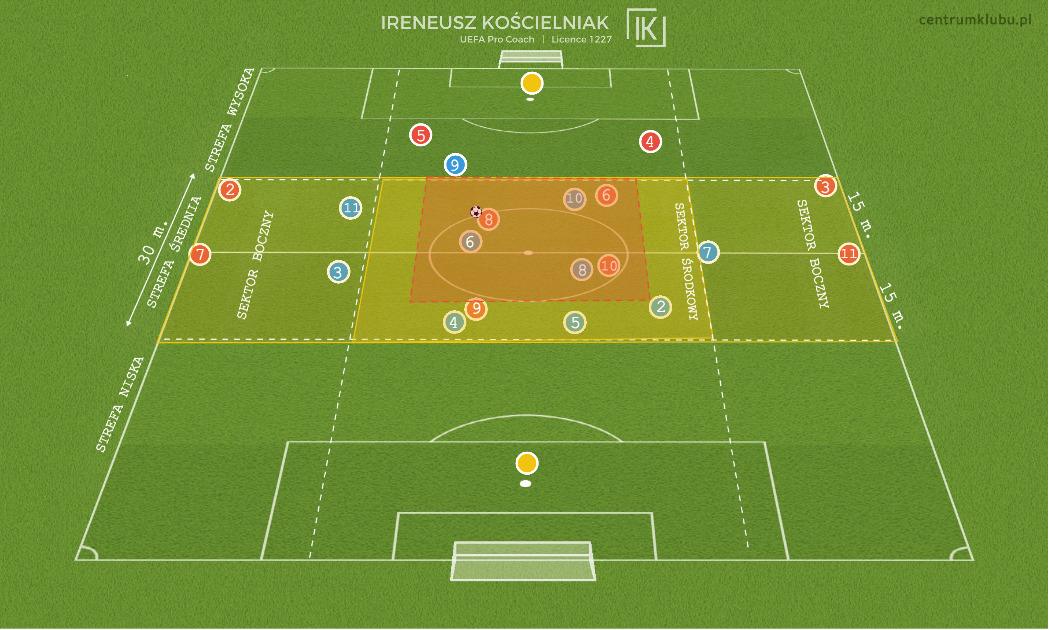 IRENEUSZ KOŚCIELNIAK
UEFA Pro Coach | Licence 1227
IK
centrumklubu.pl
STREFA WYSOKA
5
4
9
2
3
11
10
6
8
6
30 m.
STREFA ŚREDNIA
SEKTOR BOCZNY
SEKTOR ŚRODKOWY
SEKTOR BOCZNY
15 m.
7
7
11
3
8
10
9
4
5
2
15 m.
STREFA NISKA